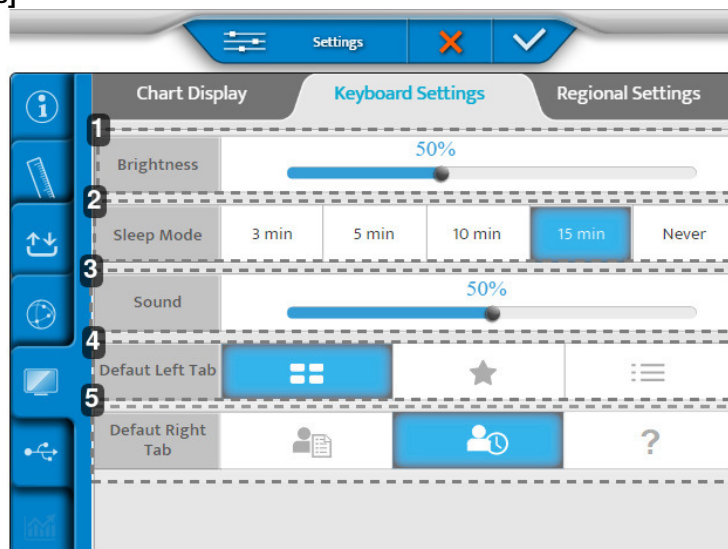 Settings
Chart Display
Keyboard Settings
Regional Settings
1
Brightness
50%
2
Sleep Mode
3 min
5 min
10 min
15 min
Never
3
Sound
50%
4
Defaut Left Tab
5
Defaut Right
Tab
?